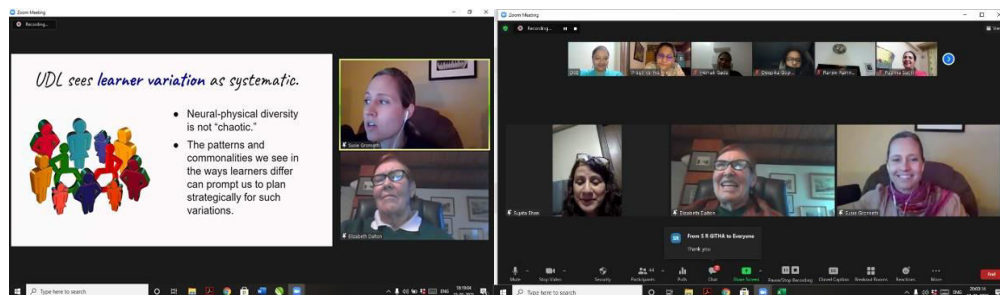 Zoom Meeting
Recording...
UDL sees learner variation as systematic.
● Neural-physical diversity
is not “chaotic.”
● The patterns and
commonalities we see in
the ways learners differ
can prompt us to plan
strategically for such
variations.
Susie Gronseth
Elizabeth Dalton
Type here to search
ENG
Zoom Meeting
Recording...
Sujata Bhan
Elizabeth Dalton
Susie Gronseth
SR
From S R GITHA to Everyone
Thank you
Mute
Stop Video
Security
Participants
44
Polls
Chat
Share Screen
Pause/Stop Recording
Closed Caption
Breakout Rooms
Reactions
More
End
Type here to search
ENG